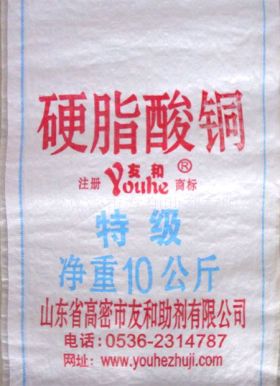 硬脂酸铜
注册 友和 Youhe ® 商标
特级
净重10公斤
山东省高密市友和助剂有限公司
电话:0536-2314787
网址:www.youhezhuji.com